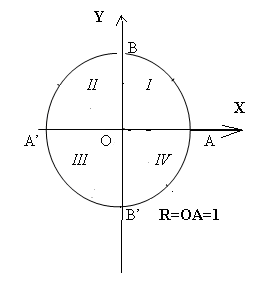 Y
B
II I
X
A' O A
III IV
B' R=OA=1